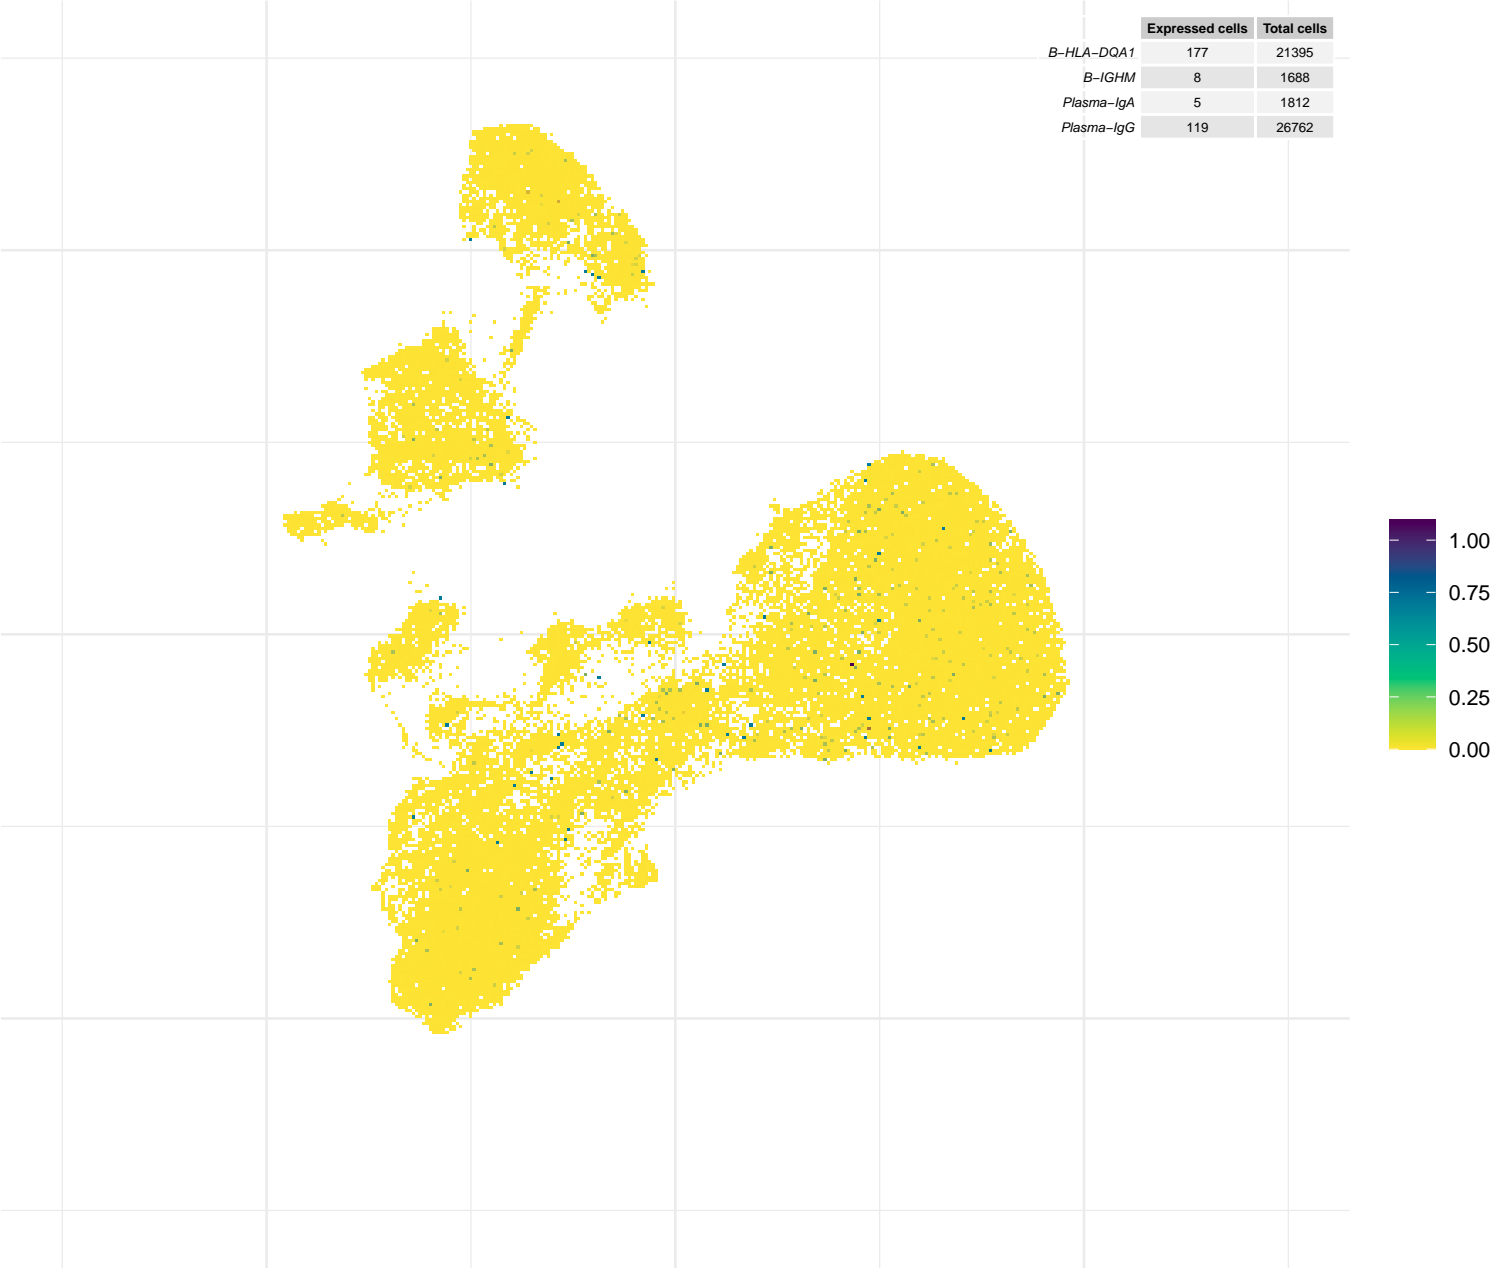 Expressed cells Total cells
B−HLA−DQA1 177 21395
B−IGHM 8 1688
Plasma−IgA 5 1812
Plasma−IgG 119 26762
1.00
0.75
0.50
0.25
0.00